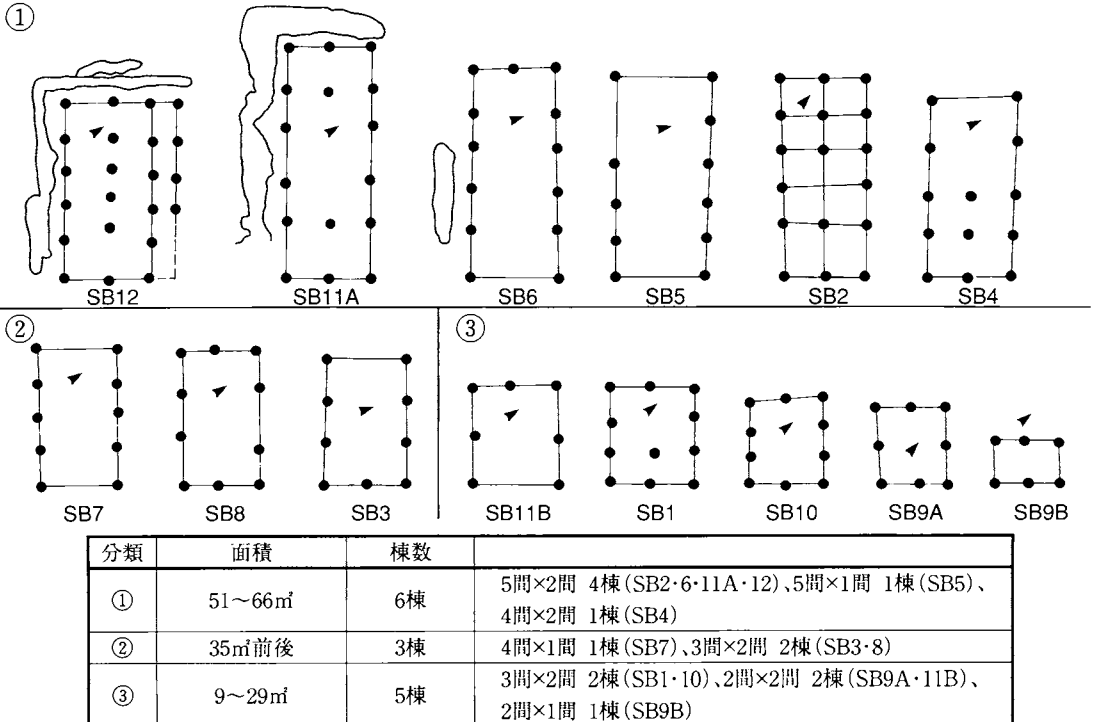 ①
SB12 SB11A SB6 SB5 SB2 SB4
② ③
SB7 SB8 SB3 SB11B SB1 SB10 SB9A SB9B
分類 面積 棟数
① 51～66㎡ 6棟 5間×2間 4棟(SB2・6・11A・12)、5間×1間 1棟(SB5)、
4間×2間 1棟(SB4)
② 35㎡前後 3棟 4間×1間 1棟(SB7)、3間×2間 2棟(SB3・8)
③ 9～29㎡ 5棟 3間×2間 2棟(SB1・10)、2間×2間 2棟(SB9A・11B)、
2間×1間 1棟(SB9B)